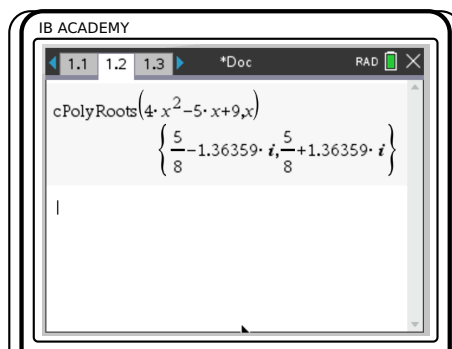 IB ACADEMY
1.1 1.2 1.3 *Doc RAD
cPolyRoots(4·x²−5·x+9,x)
{5/8−1.36359·i,5/8+1.36359·i}